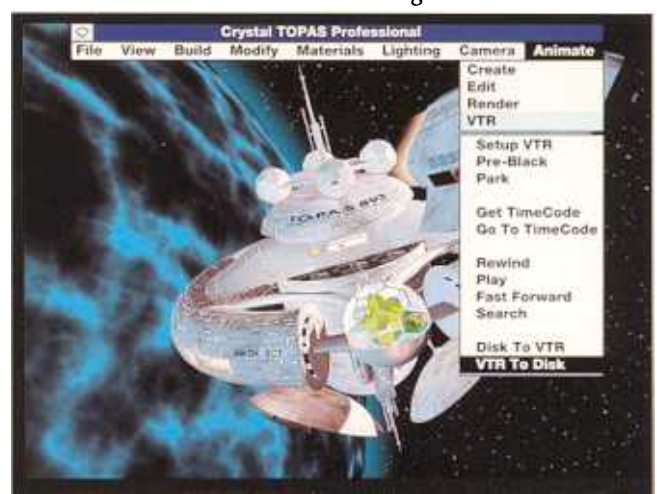 Crystal TOPAS Professional
File View Build Modify Materials Lighting Camera Animate
Create
Edit
Render
VTR
Setup VTR
Pre-Black
Park
Get TimeCode
Go To TimeCode
Rewind
Play
Fast Forward
Search
Disk To VTR
VTR To Disk